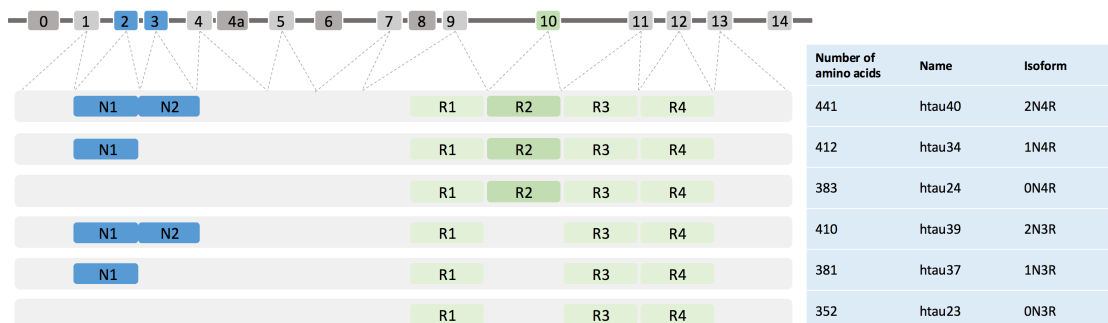 0 1 2 3 4 4a 5 6 7 8 9 10 11 12 13 14
Number of amino acids Name Isoform
N1 N2 R1 R2 R3 R4 441 htau40 2N4R
N1 R1 R2 R3 R4 412 htau34 1N4R
R1 R2 R3 R4 383 htau24 0N4R
N1 N2 R1 R3 R4 410 htau39 2N3R
N1 R1 R3 R4 381 htau37 1N3R
R1 R3 R4 352 htau23 0N3R